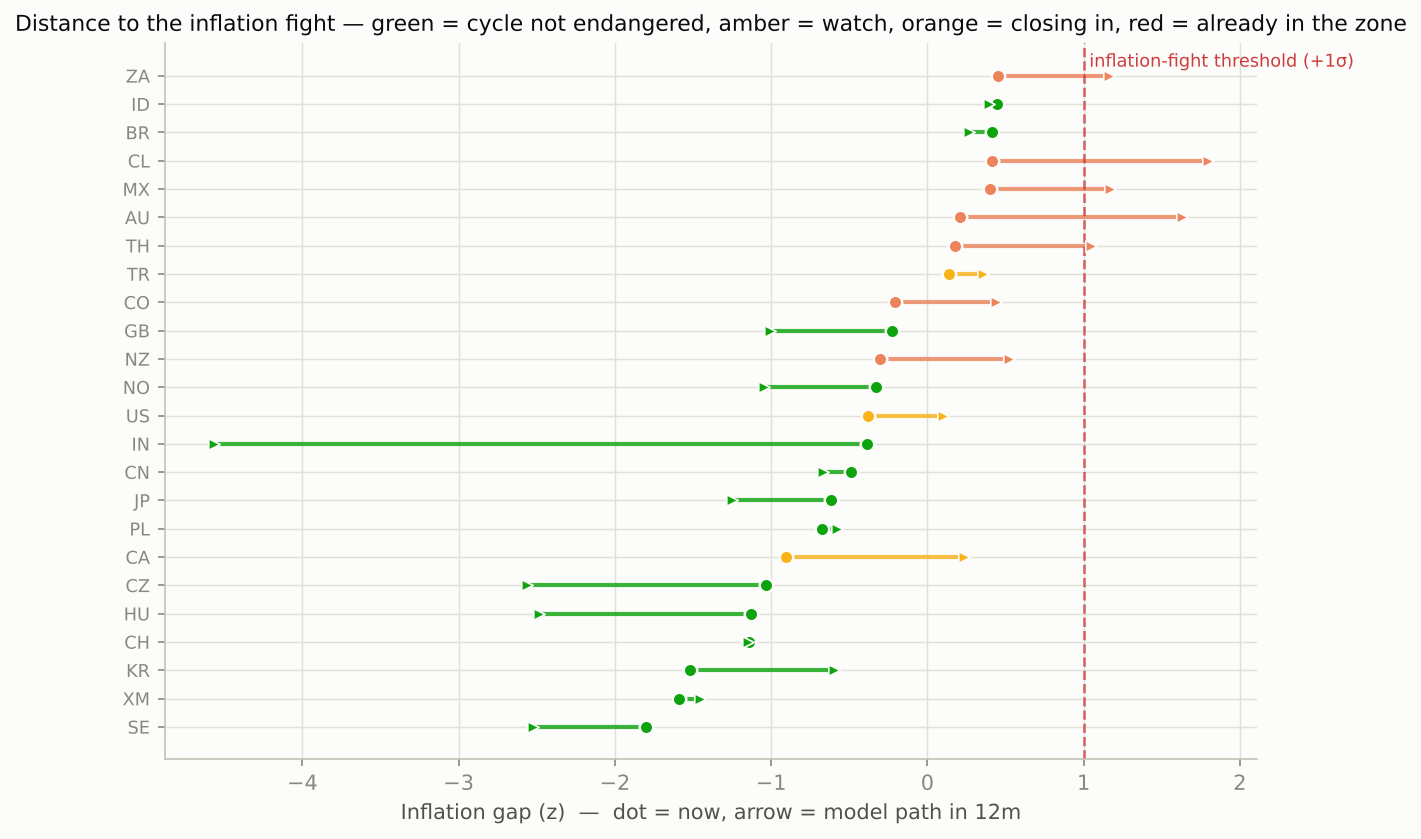 Distance to the inflation fight — green = cycle not endangered, amber = watch, orange = closing in, red = already in the zone
inflation-fight threshold (+1σ)
ZA
ID
BR
CL
MX
AU
TH
TR
CO
GB
NZ
NO
US
IN
CN
JP
PL
CA
CZ
HU
CH
KR
XM
SE
−4 −3 −2 −1 0 1 2
Inflation gap (z) — dot = now, arrow = model path in 12m